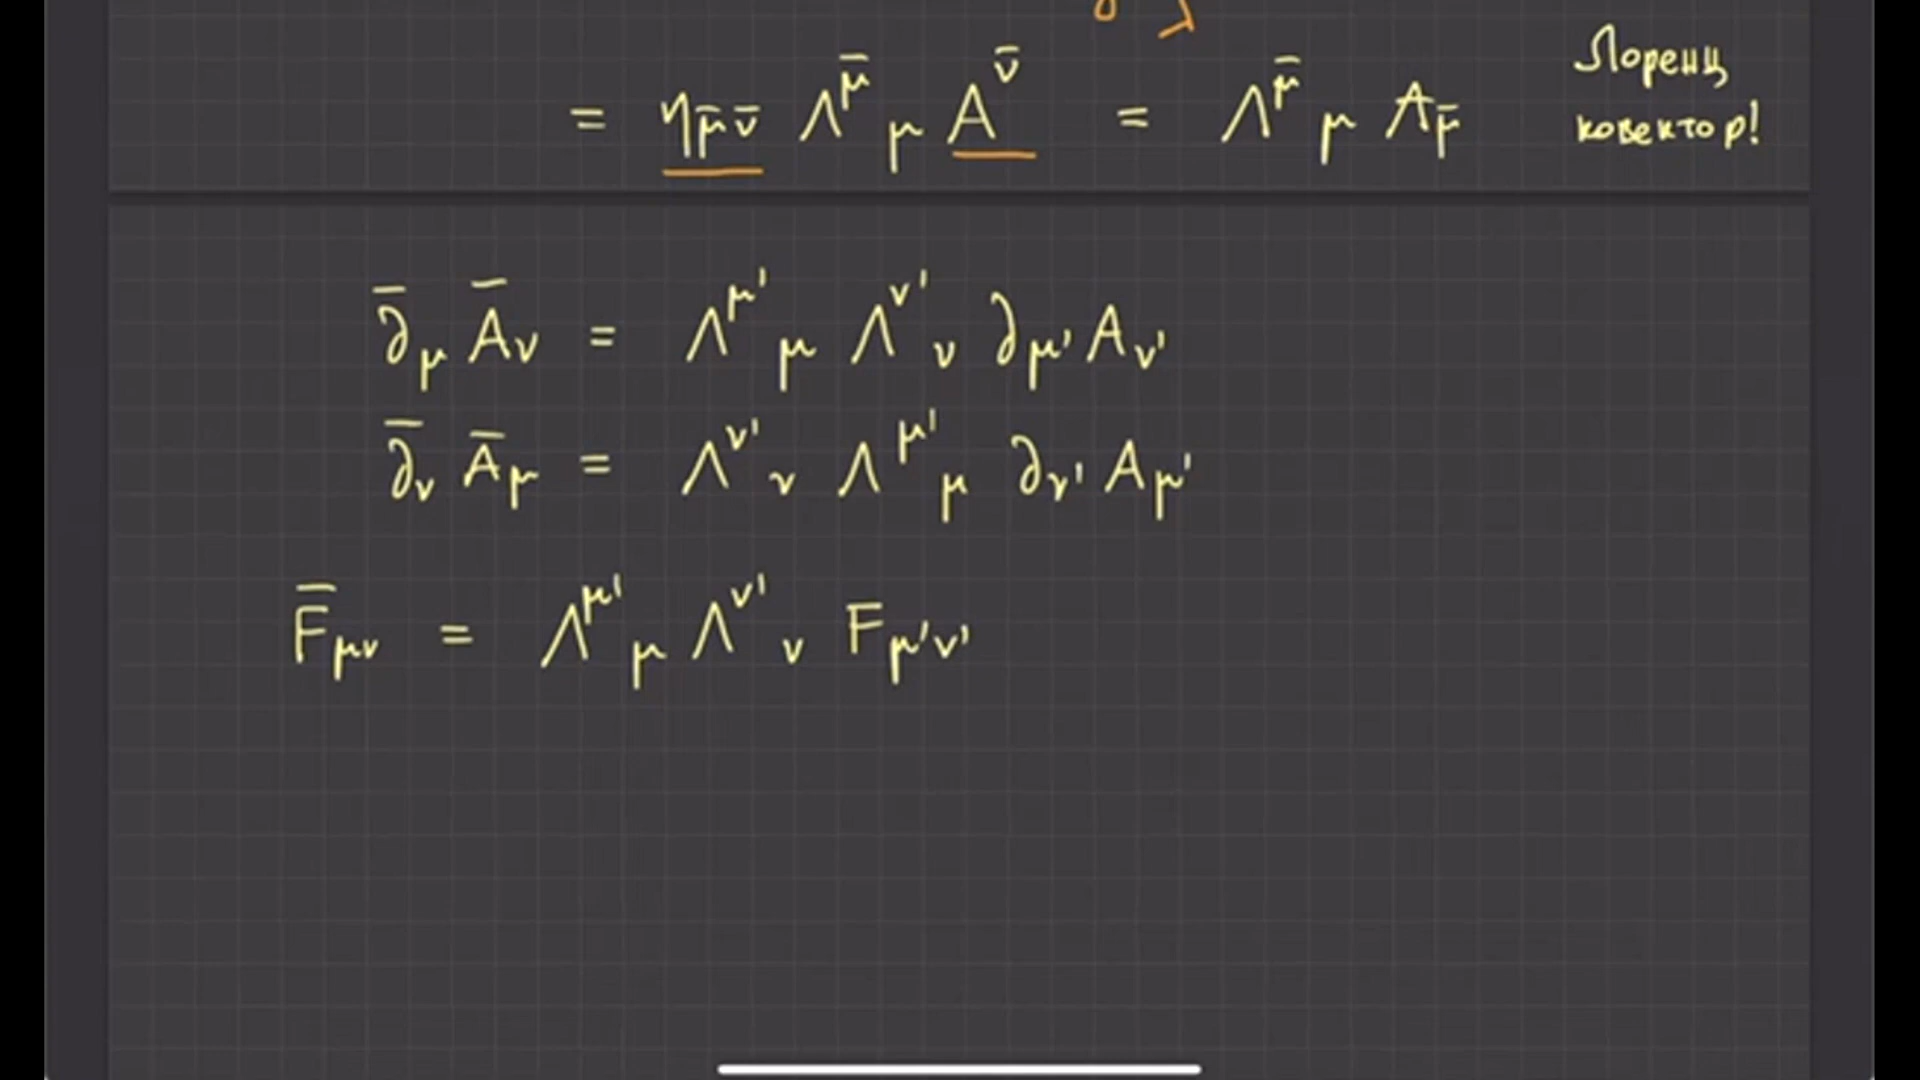 = η_{μ̄ν̄} Λ^{μ̄}_μ A^{ν̄} = Λ^{μ̄}_μ A_{μ̄} Лоренц ковектор!
∂̄_μ Ā_ν = Λ^{μ'}_μ Λ^{ν'}_ν ∂_{μ'} A_{ν'}
∂̄_ν Ā_μ = Λ^{ν'}_ν Λ^{μ'}_μ ∂_{ν'} A_{μ'}
F̄_{μν} = Λ^{μ'}_μ Λ^{ν'}_ν F_{μ'ν'}